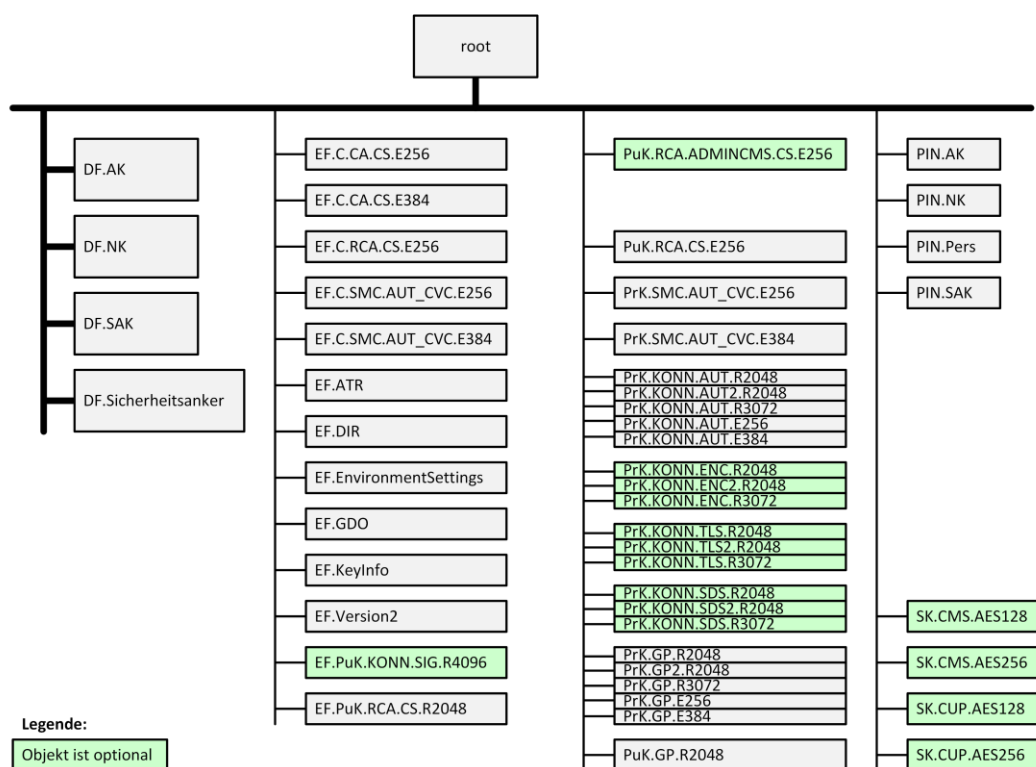 root
DF.AK
DF.NK
DF.SAK
DF.Sicherheitsanker
EF.C.CA.CS.E256
EF.C.CA.CS.E384
EF.C.RCA.CS.E256
EF.C.SMC.AUT_CVC.E256
EF.C.SMC.AUT_CVC.E384
EF.ATR
EF.DIR
EF.EnvironmentSettings
EF.GDO
EF.KeyInfo
EF.Version2
EF.PuK.KONN.SIG.R4096
EF.PuK.RCA.CS.R2048
PuK.RCA.ADMINCMS.CS.E256
PuK.RCA.CS.E256
PrK.SMC.AUT_CVC.E256
PrK.SMC.AUT_CVC.E384
PrK.KONN.AUT.R2048
PrK.KONN.AUT2.R2048
PrK.KONN.AUT.R3072
PrK.KONN.AUT.E256
PrK.KONN.AUT.E384
PrK.KONN.ENC.R2048
PrK.KONN.ENC2.R2048
PrK.KONN.ENC.R3072
PrK.KONN.TLS.R2048
PrK.KONN.TLS2.R2048
PrK.KONN.TLS.R3072
PrK.KONN.SDS.R2048
PrK.KONN.SDS2.R2048
PrK.KONN.SDS.R3072
PrK.GP.R2048
PrK.GP2.R2048
PrK.GP.R3072
PrK.GP.E256
PrK.GP.E384
PuK.GP.R2048
PIN.AK
PIN.NK
PIN.Pers
PIN.SAK
SK.CMS.AES128
SK.CMS.AES256
SK.CUP.AES128
SK.CUP.AES256
Legende:
Objekt ist optional